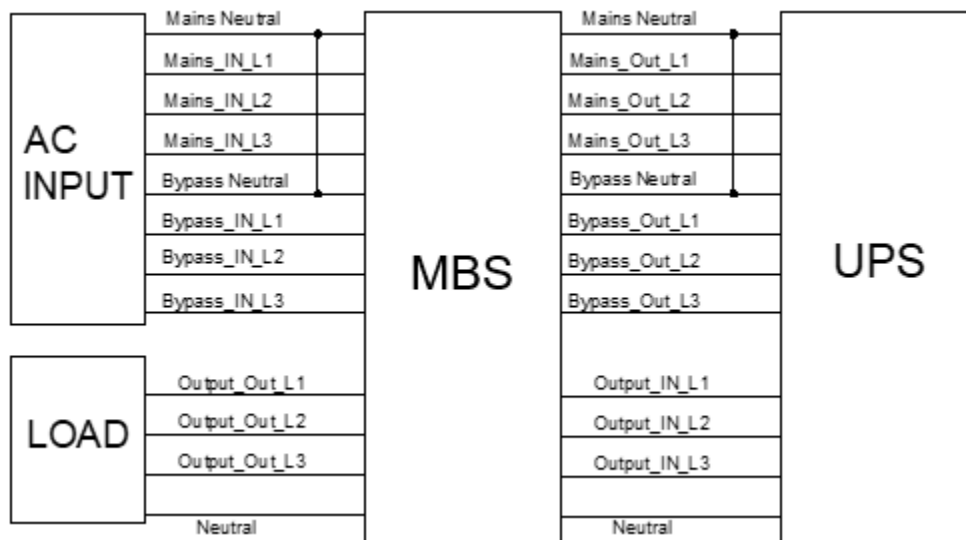 AC
INPUT
Mains Neutral
Mains_IN_L1
Mains_IN_L2
Mains_IN_L3
Bypass Neutral
Bypass_IN_L1
Bypass_IN_L2
Bypass_IN_L3
LOAD
Output_Out_L1
Output_Out_L2
Output_Out_L3
Neutral
MBS
Mains Neutral
Mains_Out_L1
Mains_Out_L2
Mains_Out_L3
Bypass Neutral
Bypass_Out_L1
Bypass_Out_L2
Bypass_Out_L3
Output_IN_L1
Output_IN_L2
Output_IN_L3
Neutral
UPS